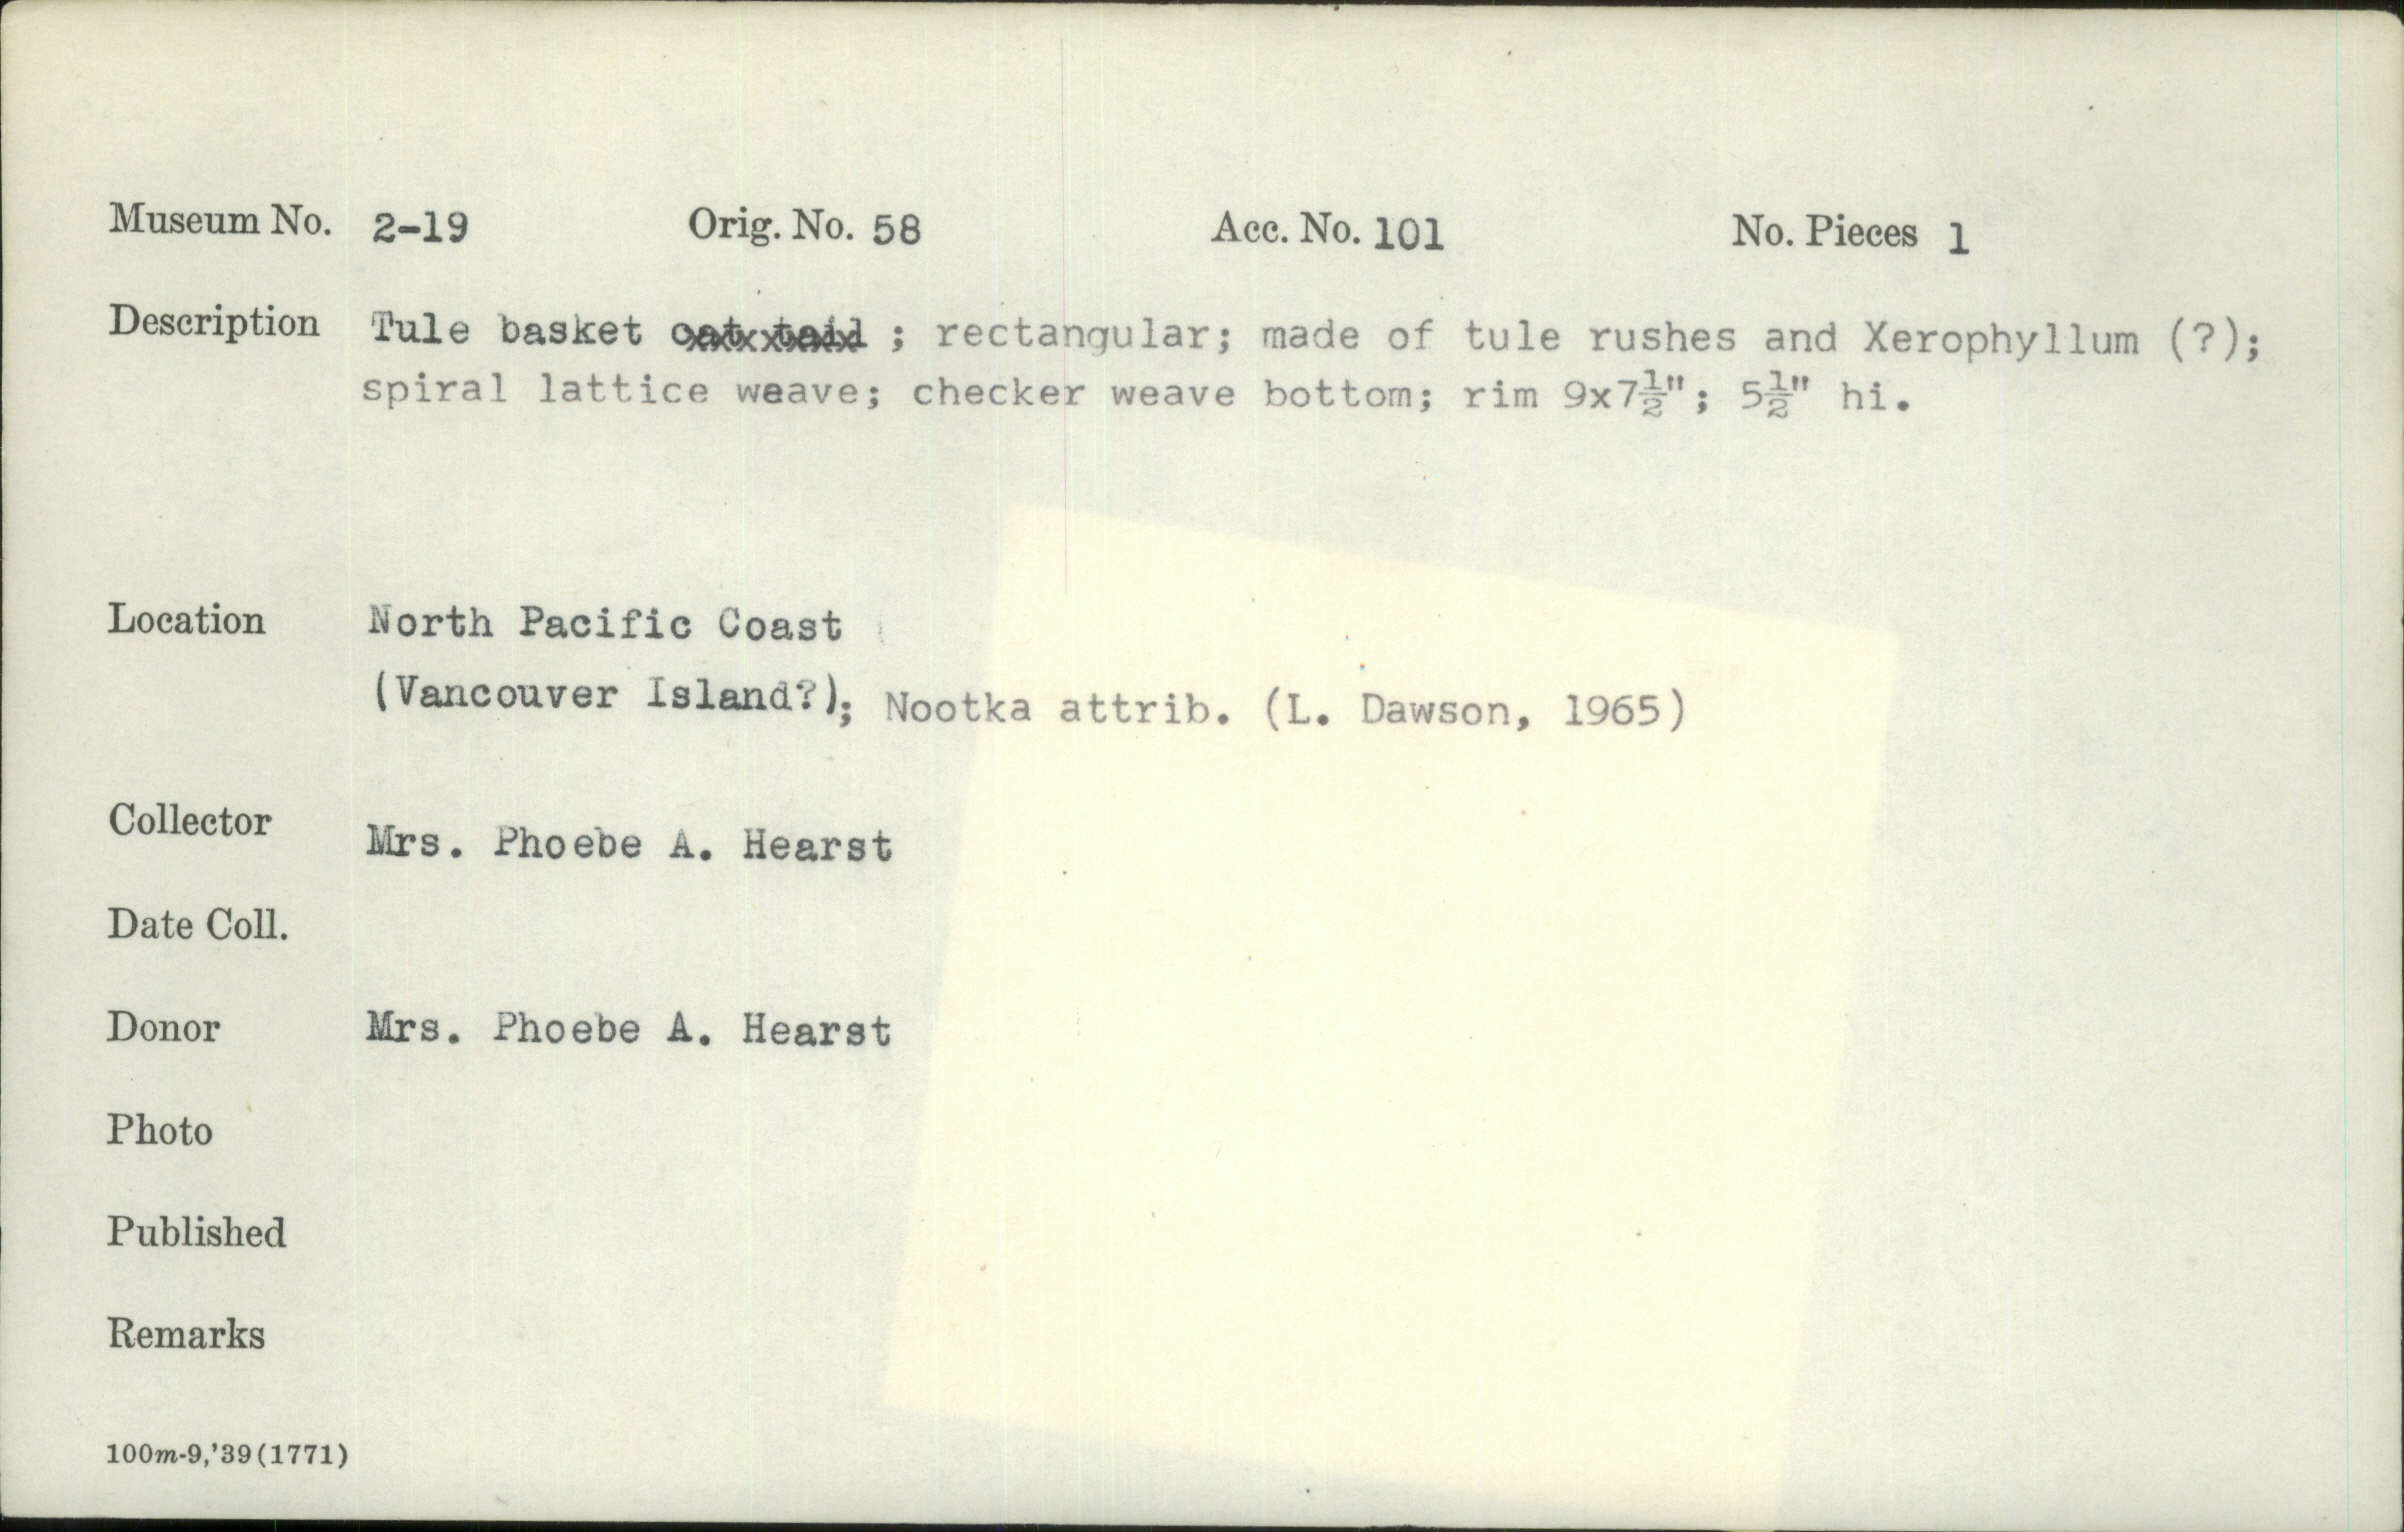 Museum No. 2-19 Orig. No. 58 Acc. No. 101 No. Pieces 1
Description Tule basket cat tail ; rectangular; made of tule rushes and Xerophyllum (?);
spiral lattice weave; checker weave bottom; rim 9x7½"; 5½" hi.
Location North Pacific Coast
(Vancouver Island?); Nootka attrib. (L. Dawson, 1965)
Collector Mrs. Phoebe A. Hearst
Date Coll.
Donor Mrs. Phoebe A. Hearst
Photo
Published
Remarks
100m-9,'39(1771)